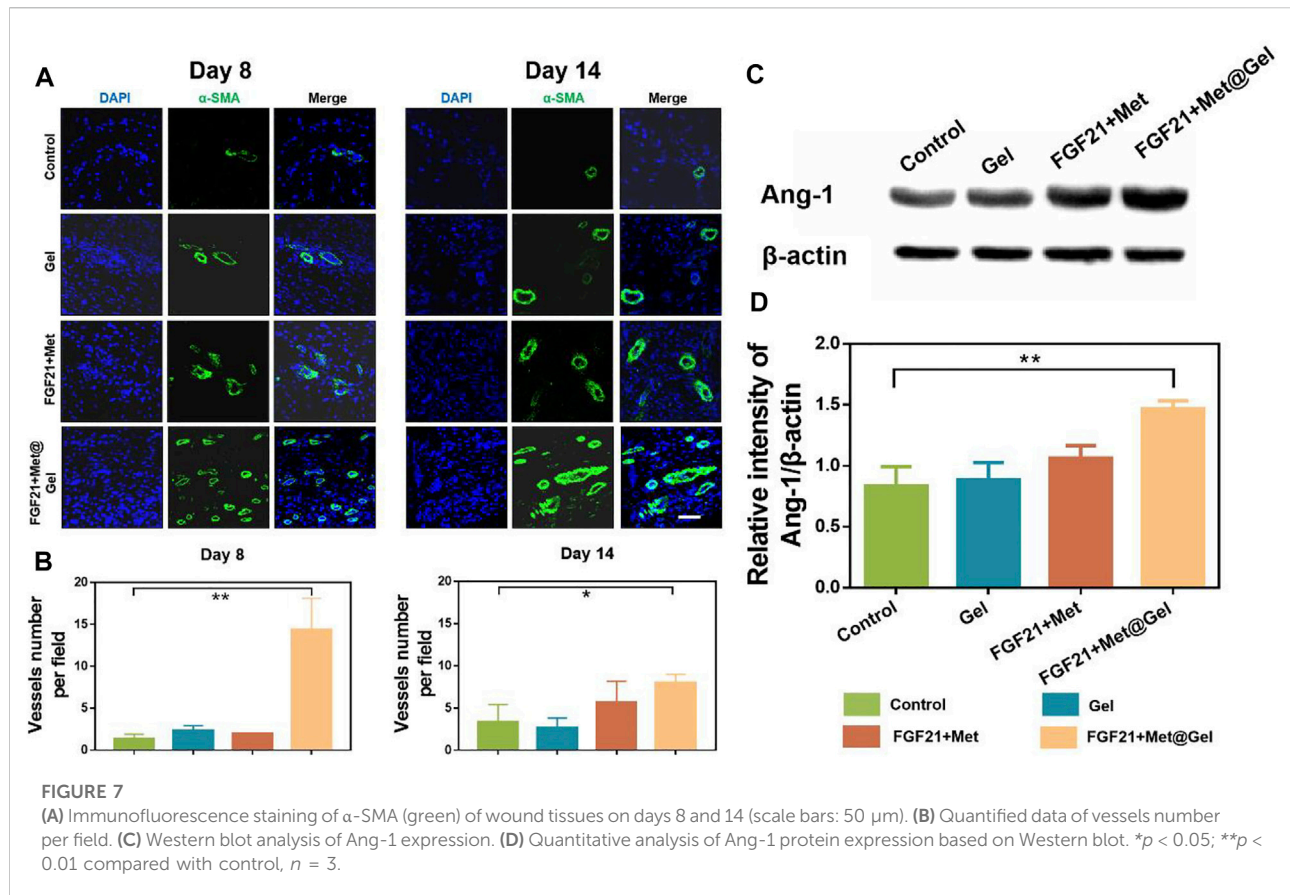 A
Day 8
Day 14
DAPI
α-SMA
Merge
DAPI
α-SMA
Merge
Control
Gel
FGF21+Met
FGF21+Met@
Gel
B
Day 8
Day 14
Vessels number
per field
20
15
10
5
0
**
Vessels number
per field
20
15
10
5
0
*
C
Control
Gel
FGF21+Met
FGF21+Met@Gel
Ang-1
β-actin
D
Relative intensity of
Ang-1/β-actin
2.0
1.5
1.0
0.5
0.0
**
Control
Gel
FGF21+Met
FGF21+Met@Gel
Control
Gel
FGF21+Met
FGF21+Met@Gel
FIGURE 7
(A) Immunofluorescence staining of α-SMA (green) of wound tissues on days 8 and 14 (scale bars: 50 μm). (B) Quantified data of vessels number
per field. (C) Western blot analysis of Ang-1 expression. (D) Quantitative analysis of Ang-1 protein expression based on Western blot. *p < 0.05; **p <
0.01 compared with control, n = 3.